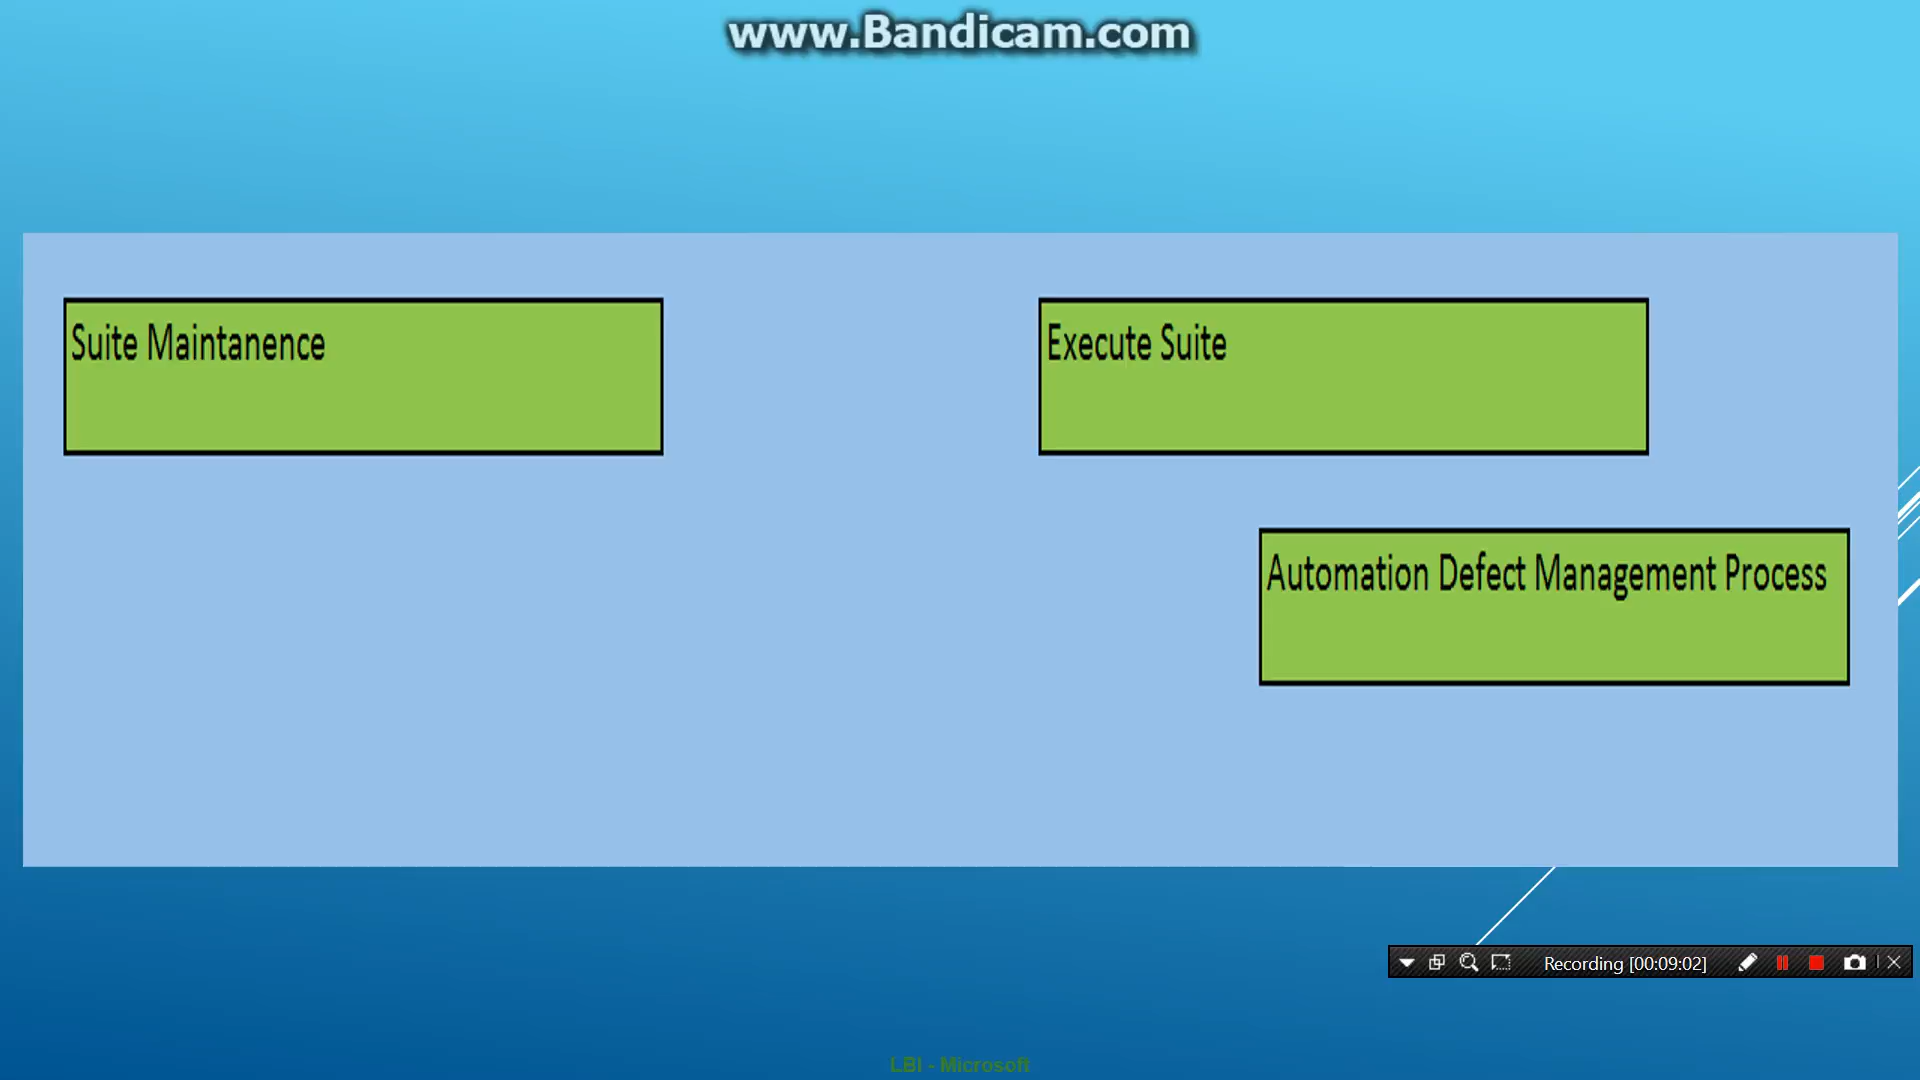 www.Bandicam.com
Suite Maintanence
Execute Suite
Automation Defect Management Process
Recording [00:09:02]
LBI - Microsoft